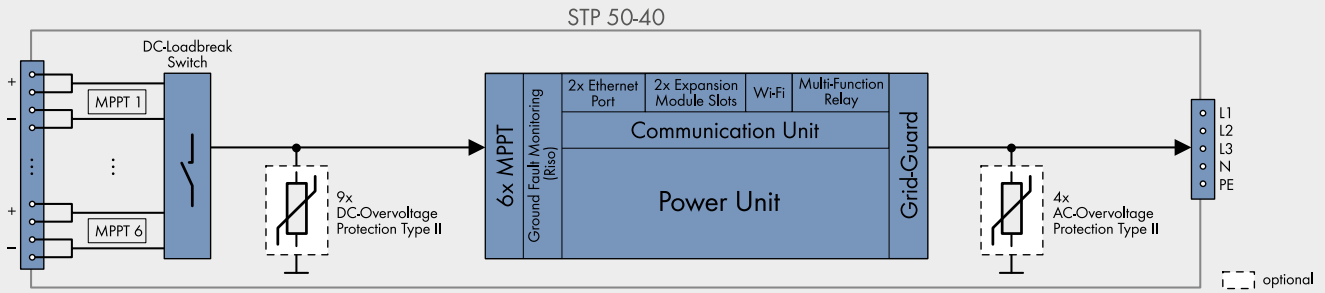 STP 50-40
DC-Loadbreak
Switch
+
MPPT 1
−
...
...
+
MPPT 6
−
9x
DC-Overvoltage
Protection Type II
6x MPPT
Ground Fault Monitoring
(Riso)
2x Ethernet
Port
2x Expansion
Module Slots
Wi-Fi
Multi-Function
Relay
Communication Unit
Power Unit
Grid-Guard
4x
AC-Overvoltage
Protection Type II
L1
L2
L3
N
PE
optional